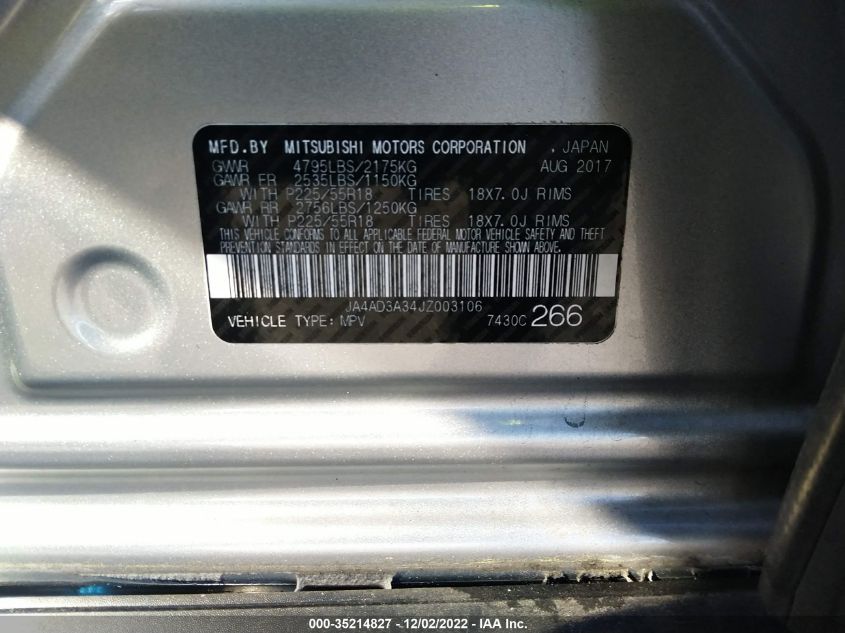 MFD.BY MITSUBISHI MOTORS CORPORATION . JAPAN
GVWR 4795LBS/2175KG AUG 2017
GAWR FR 2535LBS/1150KG
WITH P225/55R18 TIRES 18X7.0J RIMS
GAWR RR 2756LBS/1250KG
WITH P225/55R18 TIRES 18X7.0J RIMS
THIS VEHICLE CONFORMS TO ALL APPLICABLE FEDERAL MOTOR VEHICLE SAFETY AND THEFT
PREVENTION STANDARDS IN EFFECT ON THE DATE OF MANUFACTURE SHOWN ABOVE.
JA4AD3A34JZ003106
VEHICLE TYPE: MPV 7430C 266
000-35214827 - 12/02/2022 - Copyright © 2022 IAA, Inc.